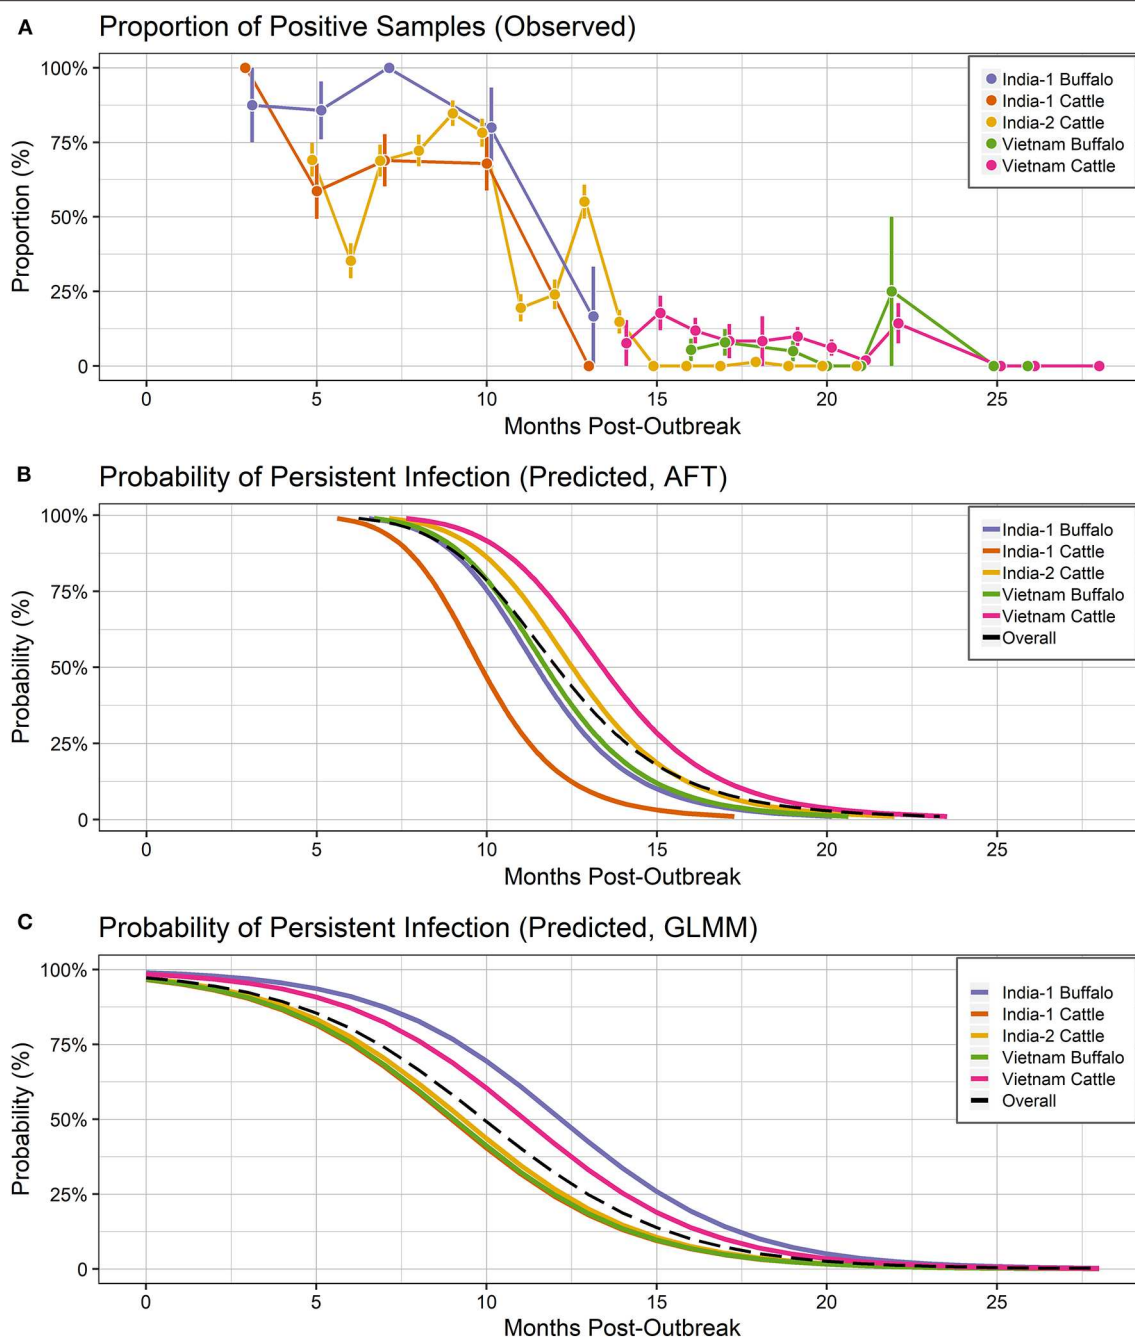 A Proportion of Positive Samples (Observed)
100%
75%
50%
25%
0
Proportion (%)
India-1 Buffalo
India-1 Cattle
India-2 Cattle
Vietnam Buffalo
Vietnam Cattle
0 5 10 15 20 25
Months Post-Outbreak
B Probability of Persistent Infection (Predicted, AFT)
100%
75%
50%
25%
0
Probability (%)
India-1 Buffalo
India-1 Cattle
India-2 Cattle
Vietnam Buffalo
Vietnam Cattle
Overall
0 5 10 15 20 25
Months Post-Outbreak
C Probability of Persistent Infection (Predicted, GLMM)
100%
75%
50%
25%
0
Probability (%)
India-1 Buffalo
India-1 Cattle
India-2 Cattle
Vietnam Buffalo
Vietnam Cattle
Overall
0 5 10 15 20 25
Months Post-Outbreak